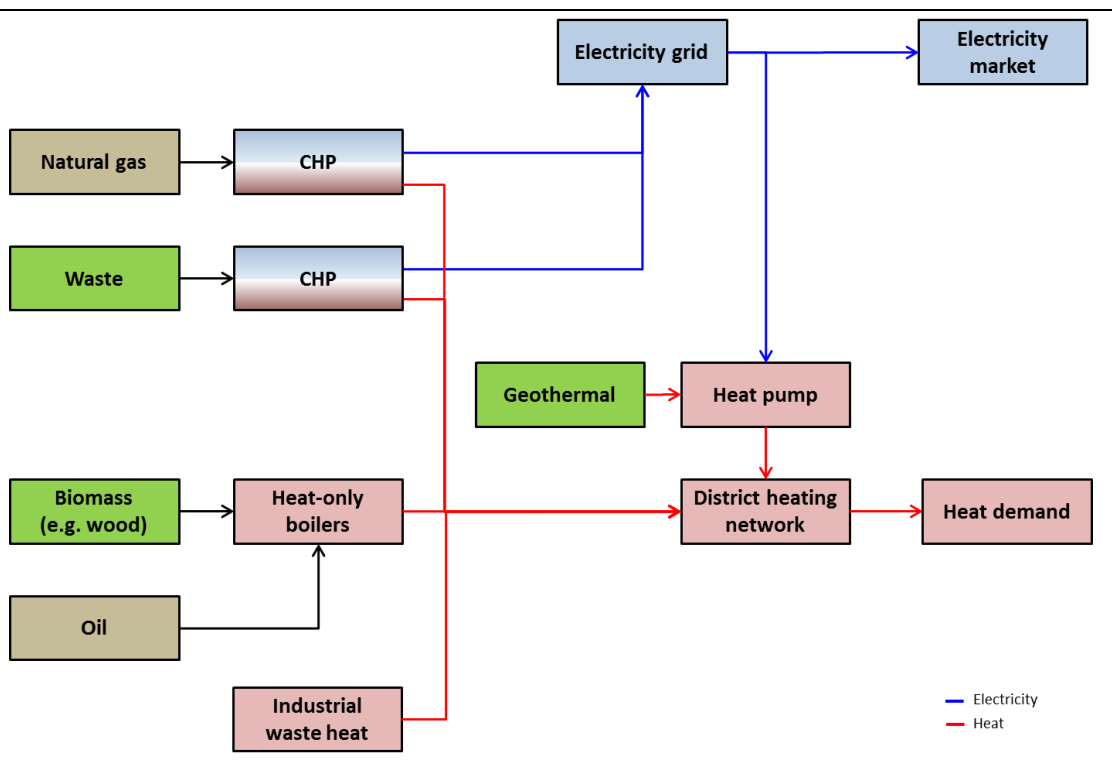 Electricity grid
Electricity
market
Natural gas
CHP
Waste
CHP
Geothermal
Heat pump
Biomass
(e.g. wood)
Heat-only
boilers
District heating
network
Heat demand
Oil
Industrial
waste heat
Electricity
Heat